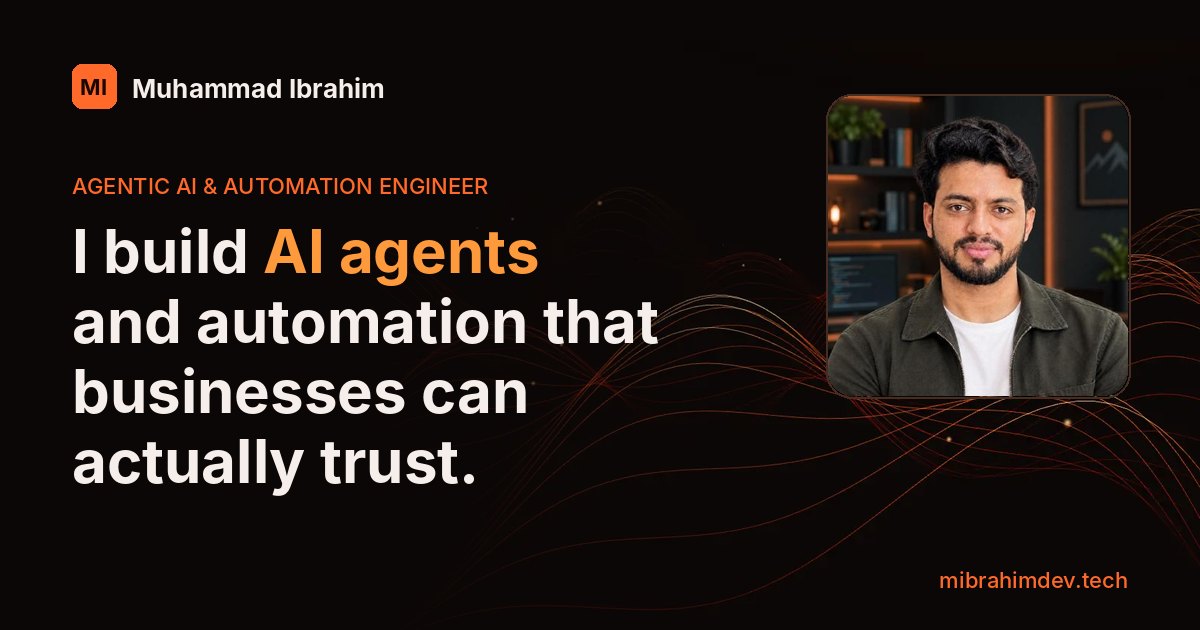 MI Muhammad Ibrahim
AGENTIC AI & AUTOMATION ENGINEER
I build AI agents
and automation that
businesses can
actually trust.
mibrahimdev.tech